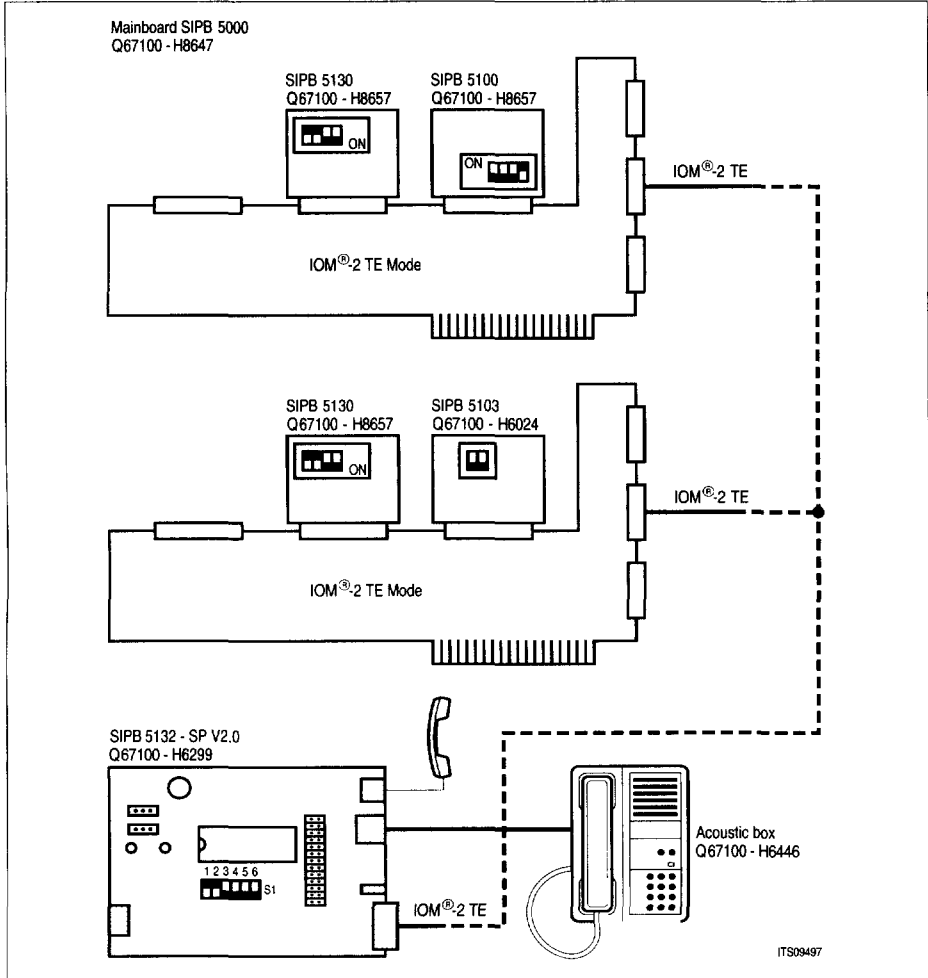 Mainboard SIPB 5000
Q67100 - H8647
SIPB 5130
Q67100 - H8657
SIPB 5100
Q67100 - H8657
ON
ON
IOM®-2 TE
IOM®-2 TE Mode
SIPB 5130
Q67100 - H8657
SIPB 5103
Q67100 - H6024
ON
IOM®-2 TE
IOM®-2 TE Mode
SIPB 5132 - SP V2.0
Q67100 - H6299
Acoustic box
Q67100 - H6446
1 2 3 4 5 6
S1
IOM®-2 TE
ITS09497